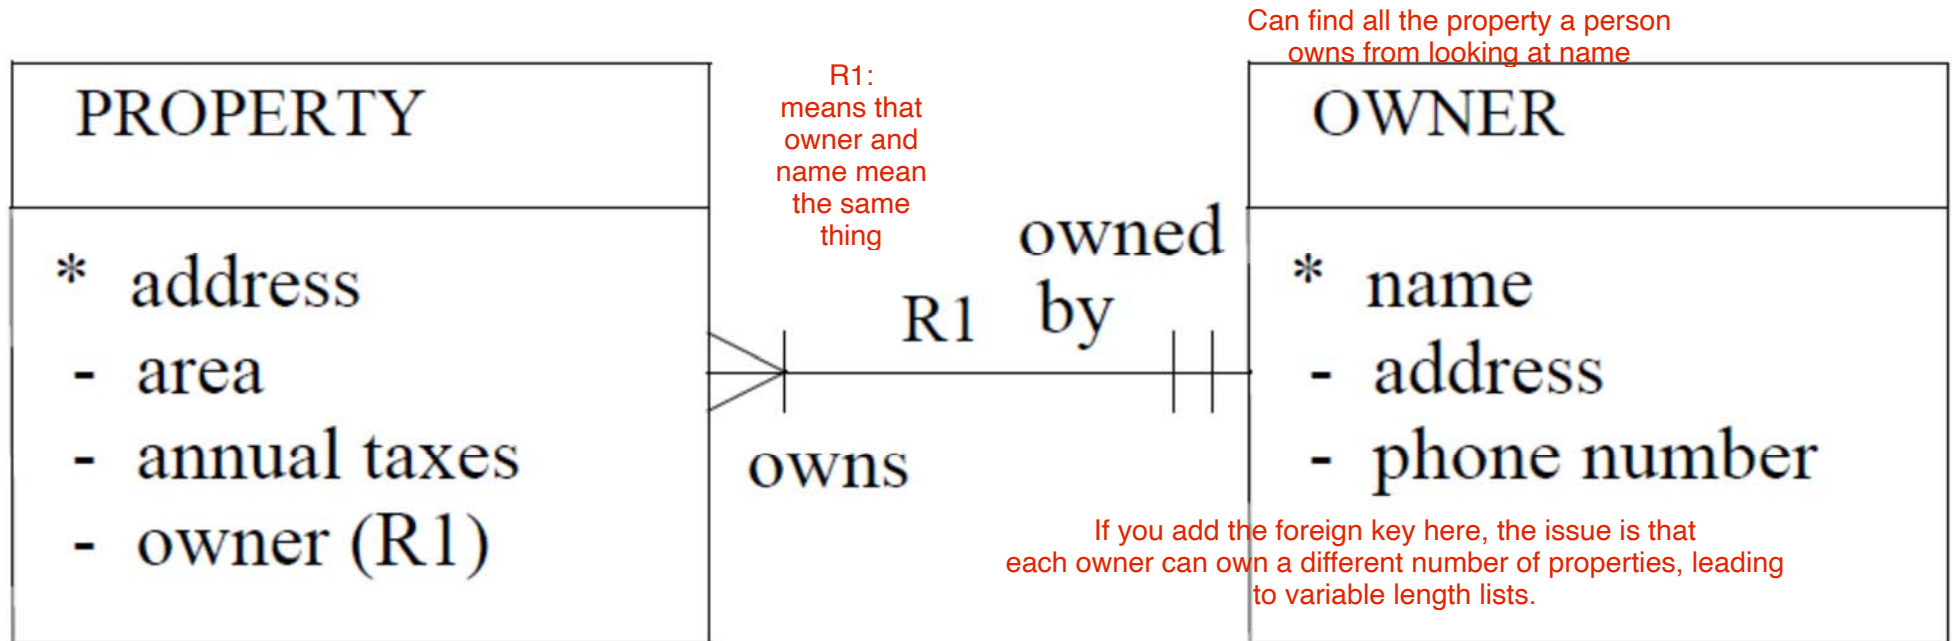 Can find all the property a person
owns from looking at name
PROPERTY
R1:
means that
owner and
name mean
the same
thing
OWNER
* address
- area
- annual taxes
- owner (R1)
owned
by
R1
owns
* name
- address
- phone number
If you add the foreign key here, the issue is that
each owner can own a different number of properties, leading
to variable length lists.